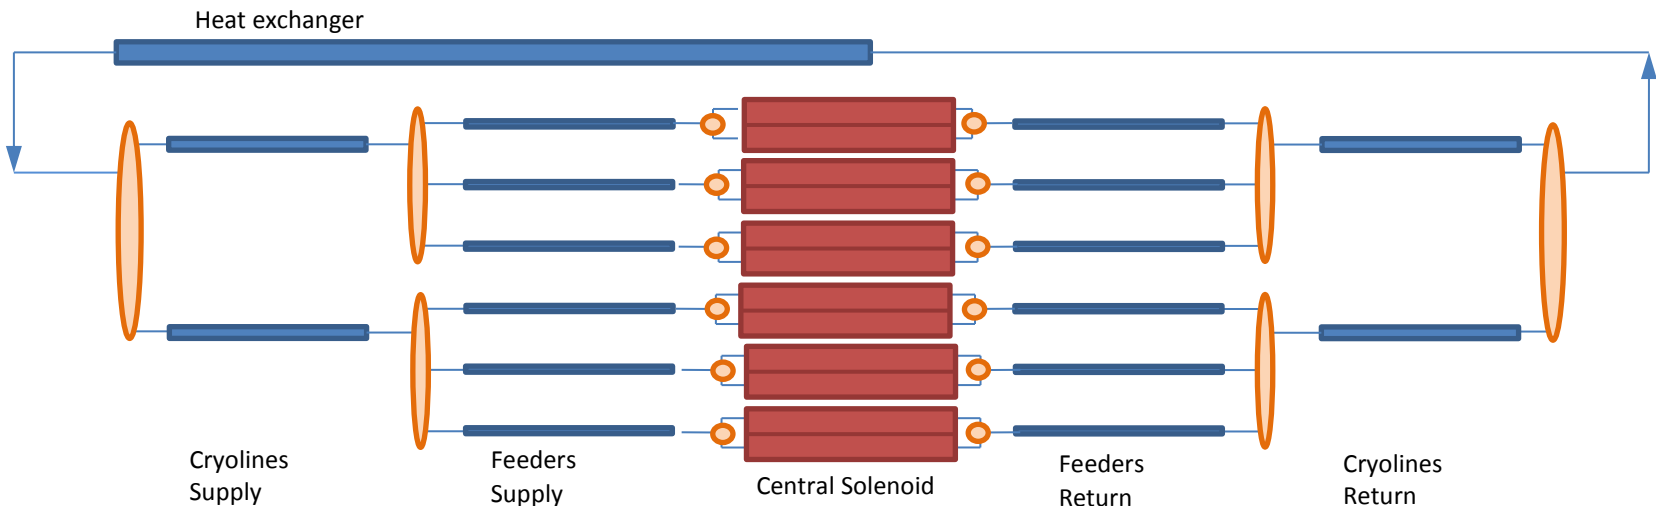 Heat exchanger
Cryolines
Supply
Feeders
Supply
Central Solenoid
Feeders
Return
Cryolines
Return